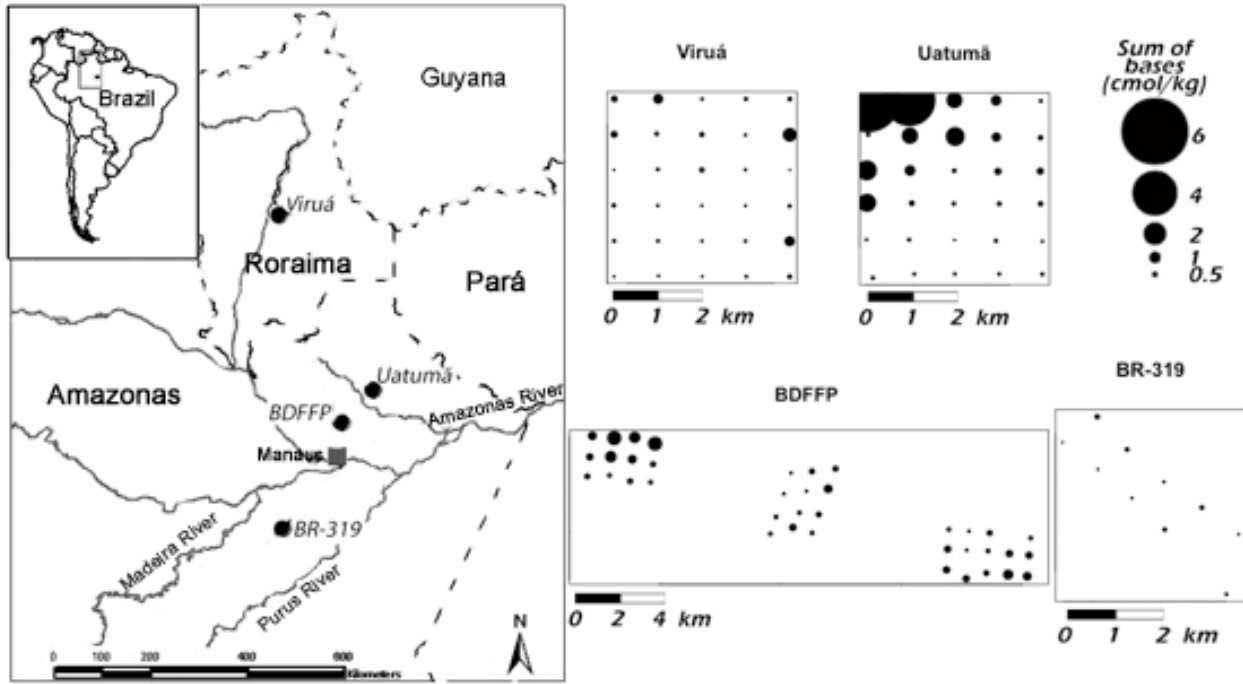 Brazil
Guyana
Viruá
Roraima
Pará
Amazonas
Uatumã
Amazonas River
BDFFP
Manaus
BR-319
Madeira River
Purus River
N
0 100 200 400 600
Kilometers
Viruá
0 1 2 km
Uatumã
0 1 2 km
Sum of
bases
(cmol/kg)
6
4
2
1
0.5
BDFFP
0 2 4 km
BR-319
0 1 2 km